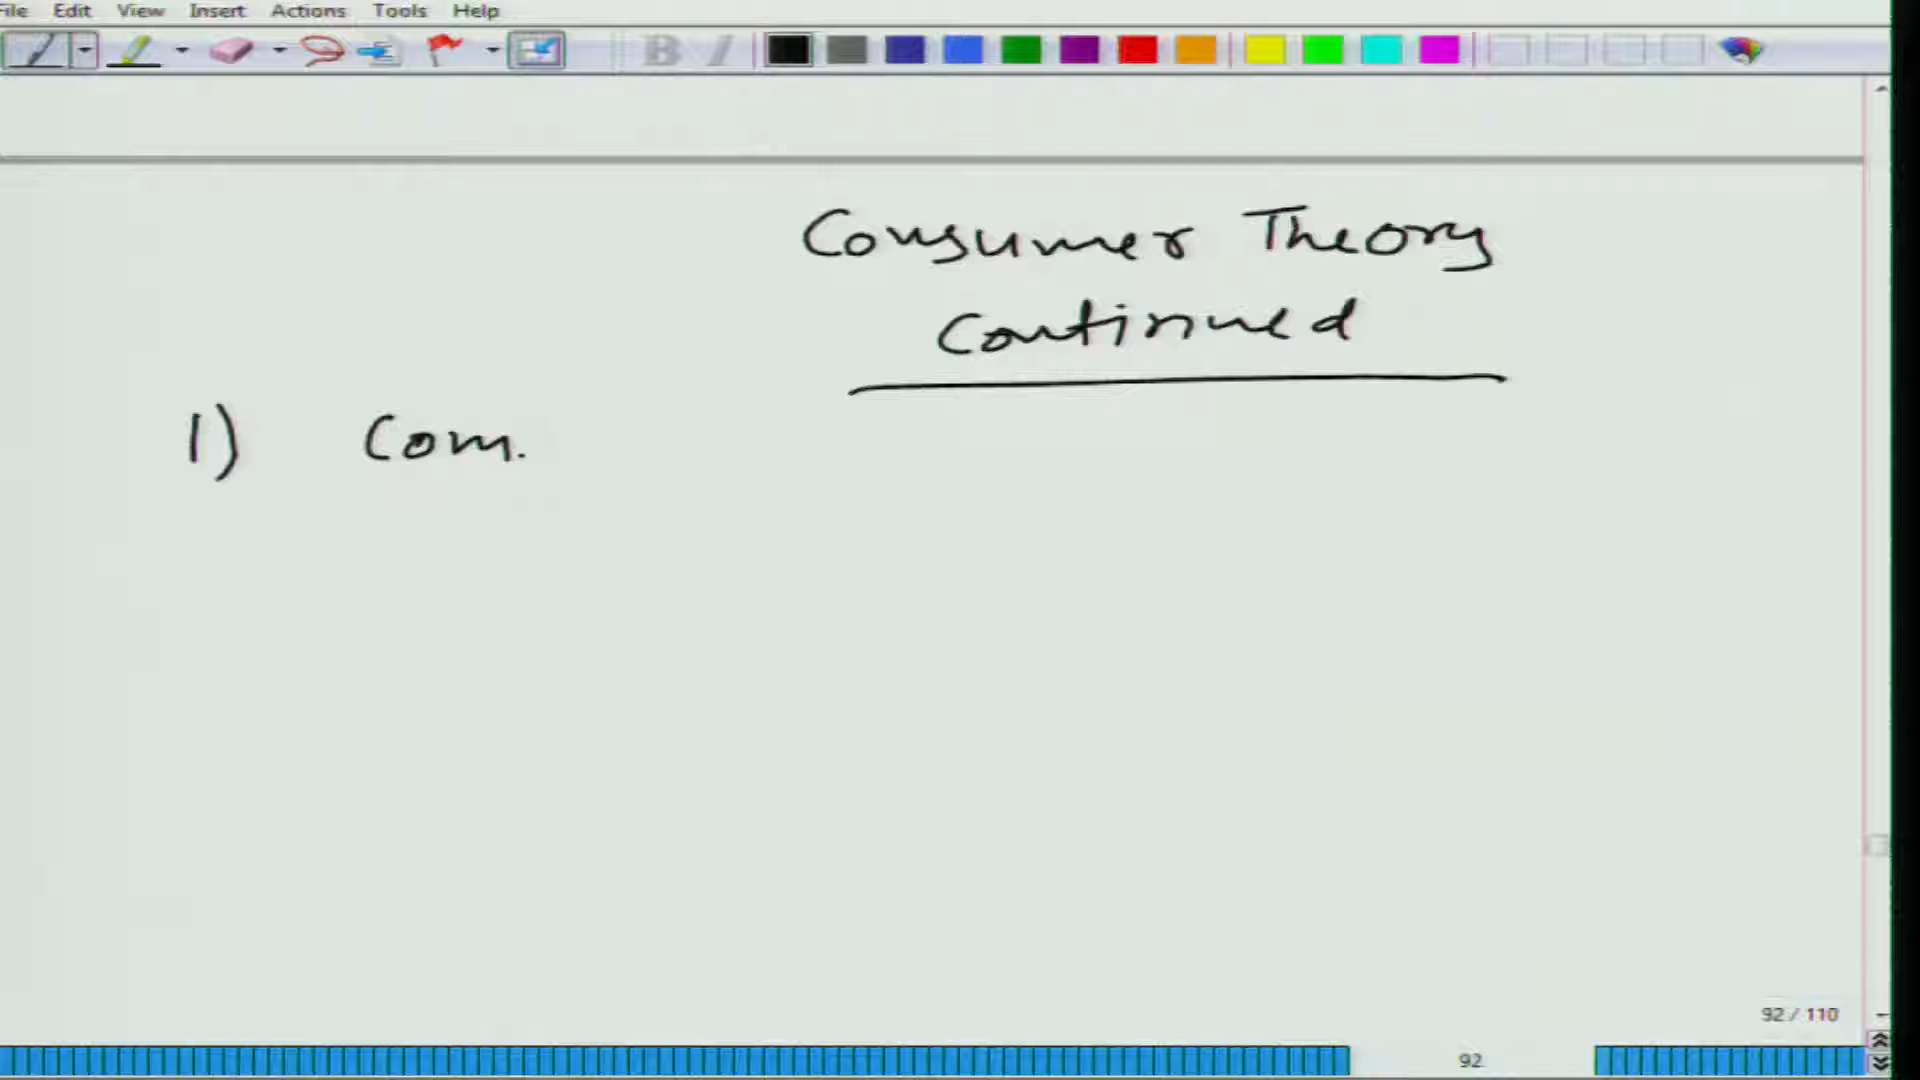 File Edit View Insert Actions Tools Help
B I
Consumer Theory
Continued
1) Com.
92 / 110
92